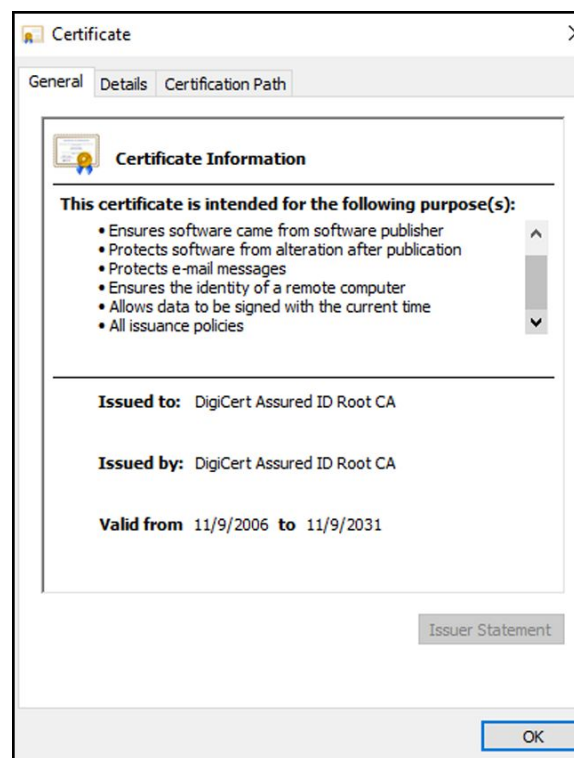 Certificate
General Details Certification Path
Certificate Information
This certificate is intended for the following purpose(s):
• Ensures software came from software publisher
• Protects software from alteration after publication
• Protects e-mail messages
• Ensures the identity of a remote computer
• Allows data to be signed with the current time
• All issuance policies
Issued to: DigiCert Assured ID Root CA
Issued by: DigiCert Assured ID Root CA
Valid from 11/9/2006 to 11/9/2031
Issuer Statement
OK